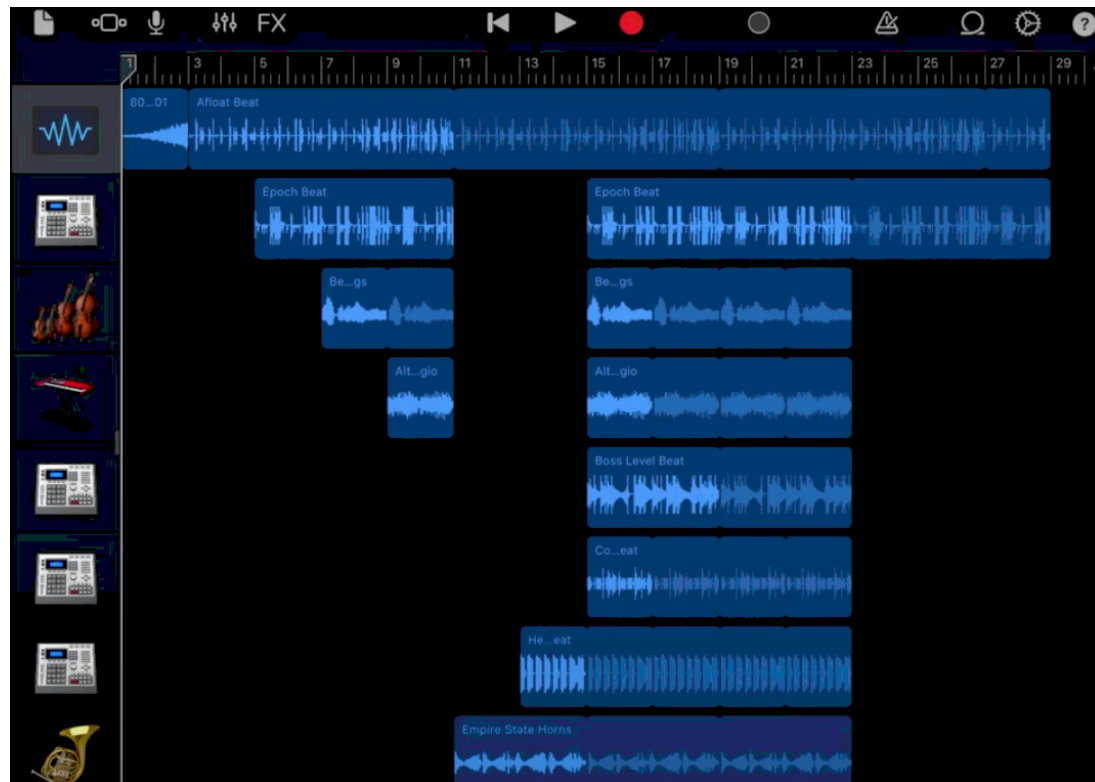 FX
?
1 3 5 7 9 11 13 15 17 19 21 23 25 27 29
80...01 Afloat Beat
Epoch Beat Epoch Beat
Be...gs Be...gs
Alt...gio Alt...gio
Boss Level Beat
Co...eat
He...eat
Empire State Horns